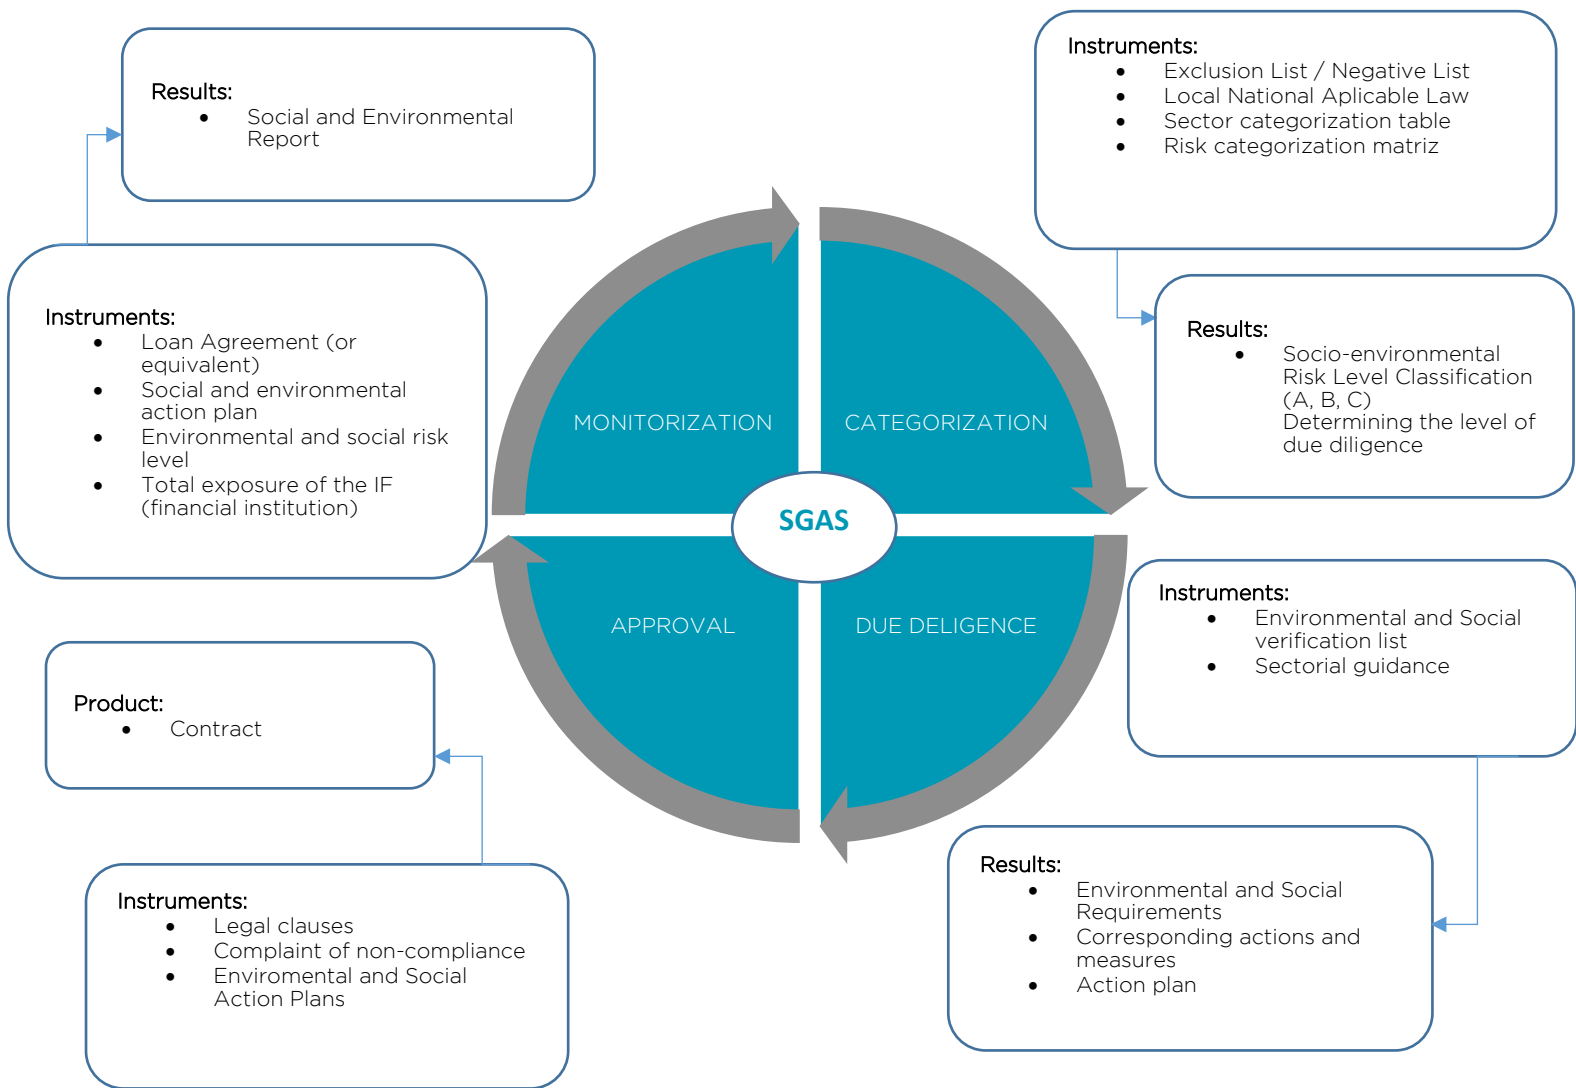 Results:
• Social and Environmental
Report
Instruments:
• Exclusion List / Negative List
• Local National Aplicable Law
• Sector categorization table
• Risk categorization matriz
Instruments:
• Loan Agreement (or
equivalent)
• Social and environmental
action plan
• Environmental and social risk
level
• Total exposure of the IF
(financial institution)
Results:
• Socio-environmental
Risk Level Classification
(A, B, C)
Determining the level of
due diligence
MONITORIZATION
CATEGORIZATION
SGAS
APPROVAL
DUE DELIGENCE
Instruments:
• Environmental and Social
verification list
• Sectorial guidance
Product:
• Contract
Results:
• Environmental and Social
Requirements
• Corresponding actions and
measures
• Action plan
Instruments:
• Legal clauses
• Complaint of non-compliance
• Enviromental and Social
Action Plans